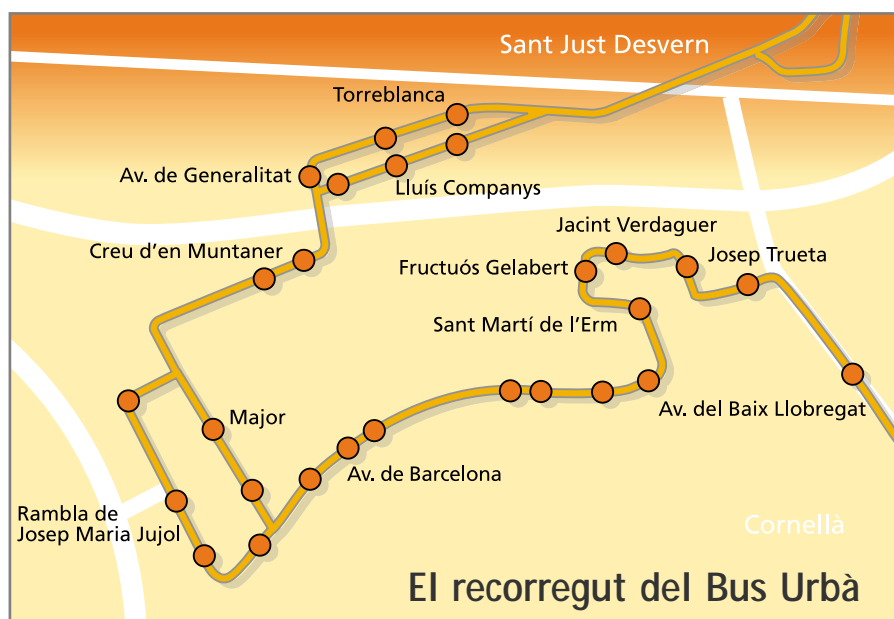 Sant Just Desvern
Torreblanca
Av. de Generalitat
Lluís Companys
Jacint Verdaguer
Creu d'en Muntaner
Josep Trueta
Fructuós Gelabert
Sant Martí de l'Erm
Major
Av. del Baix Llobregat
Av. de Barcelona
Rambla de
Josep Maria Jujol
Cornellà
El recorregut del Bus Urbà